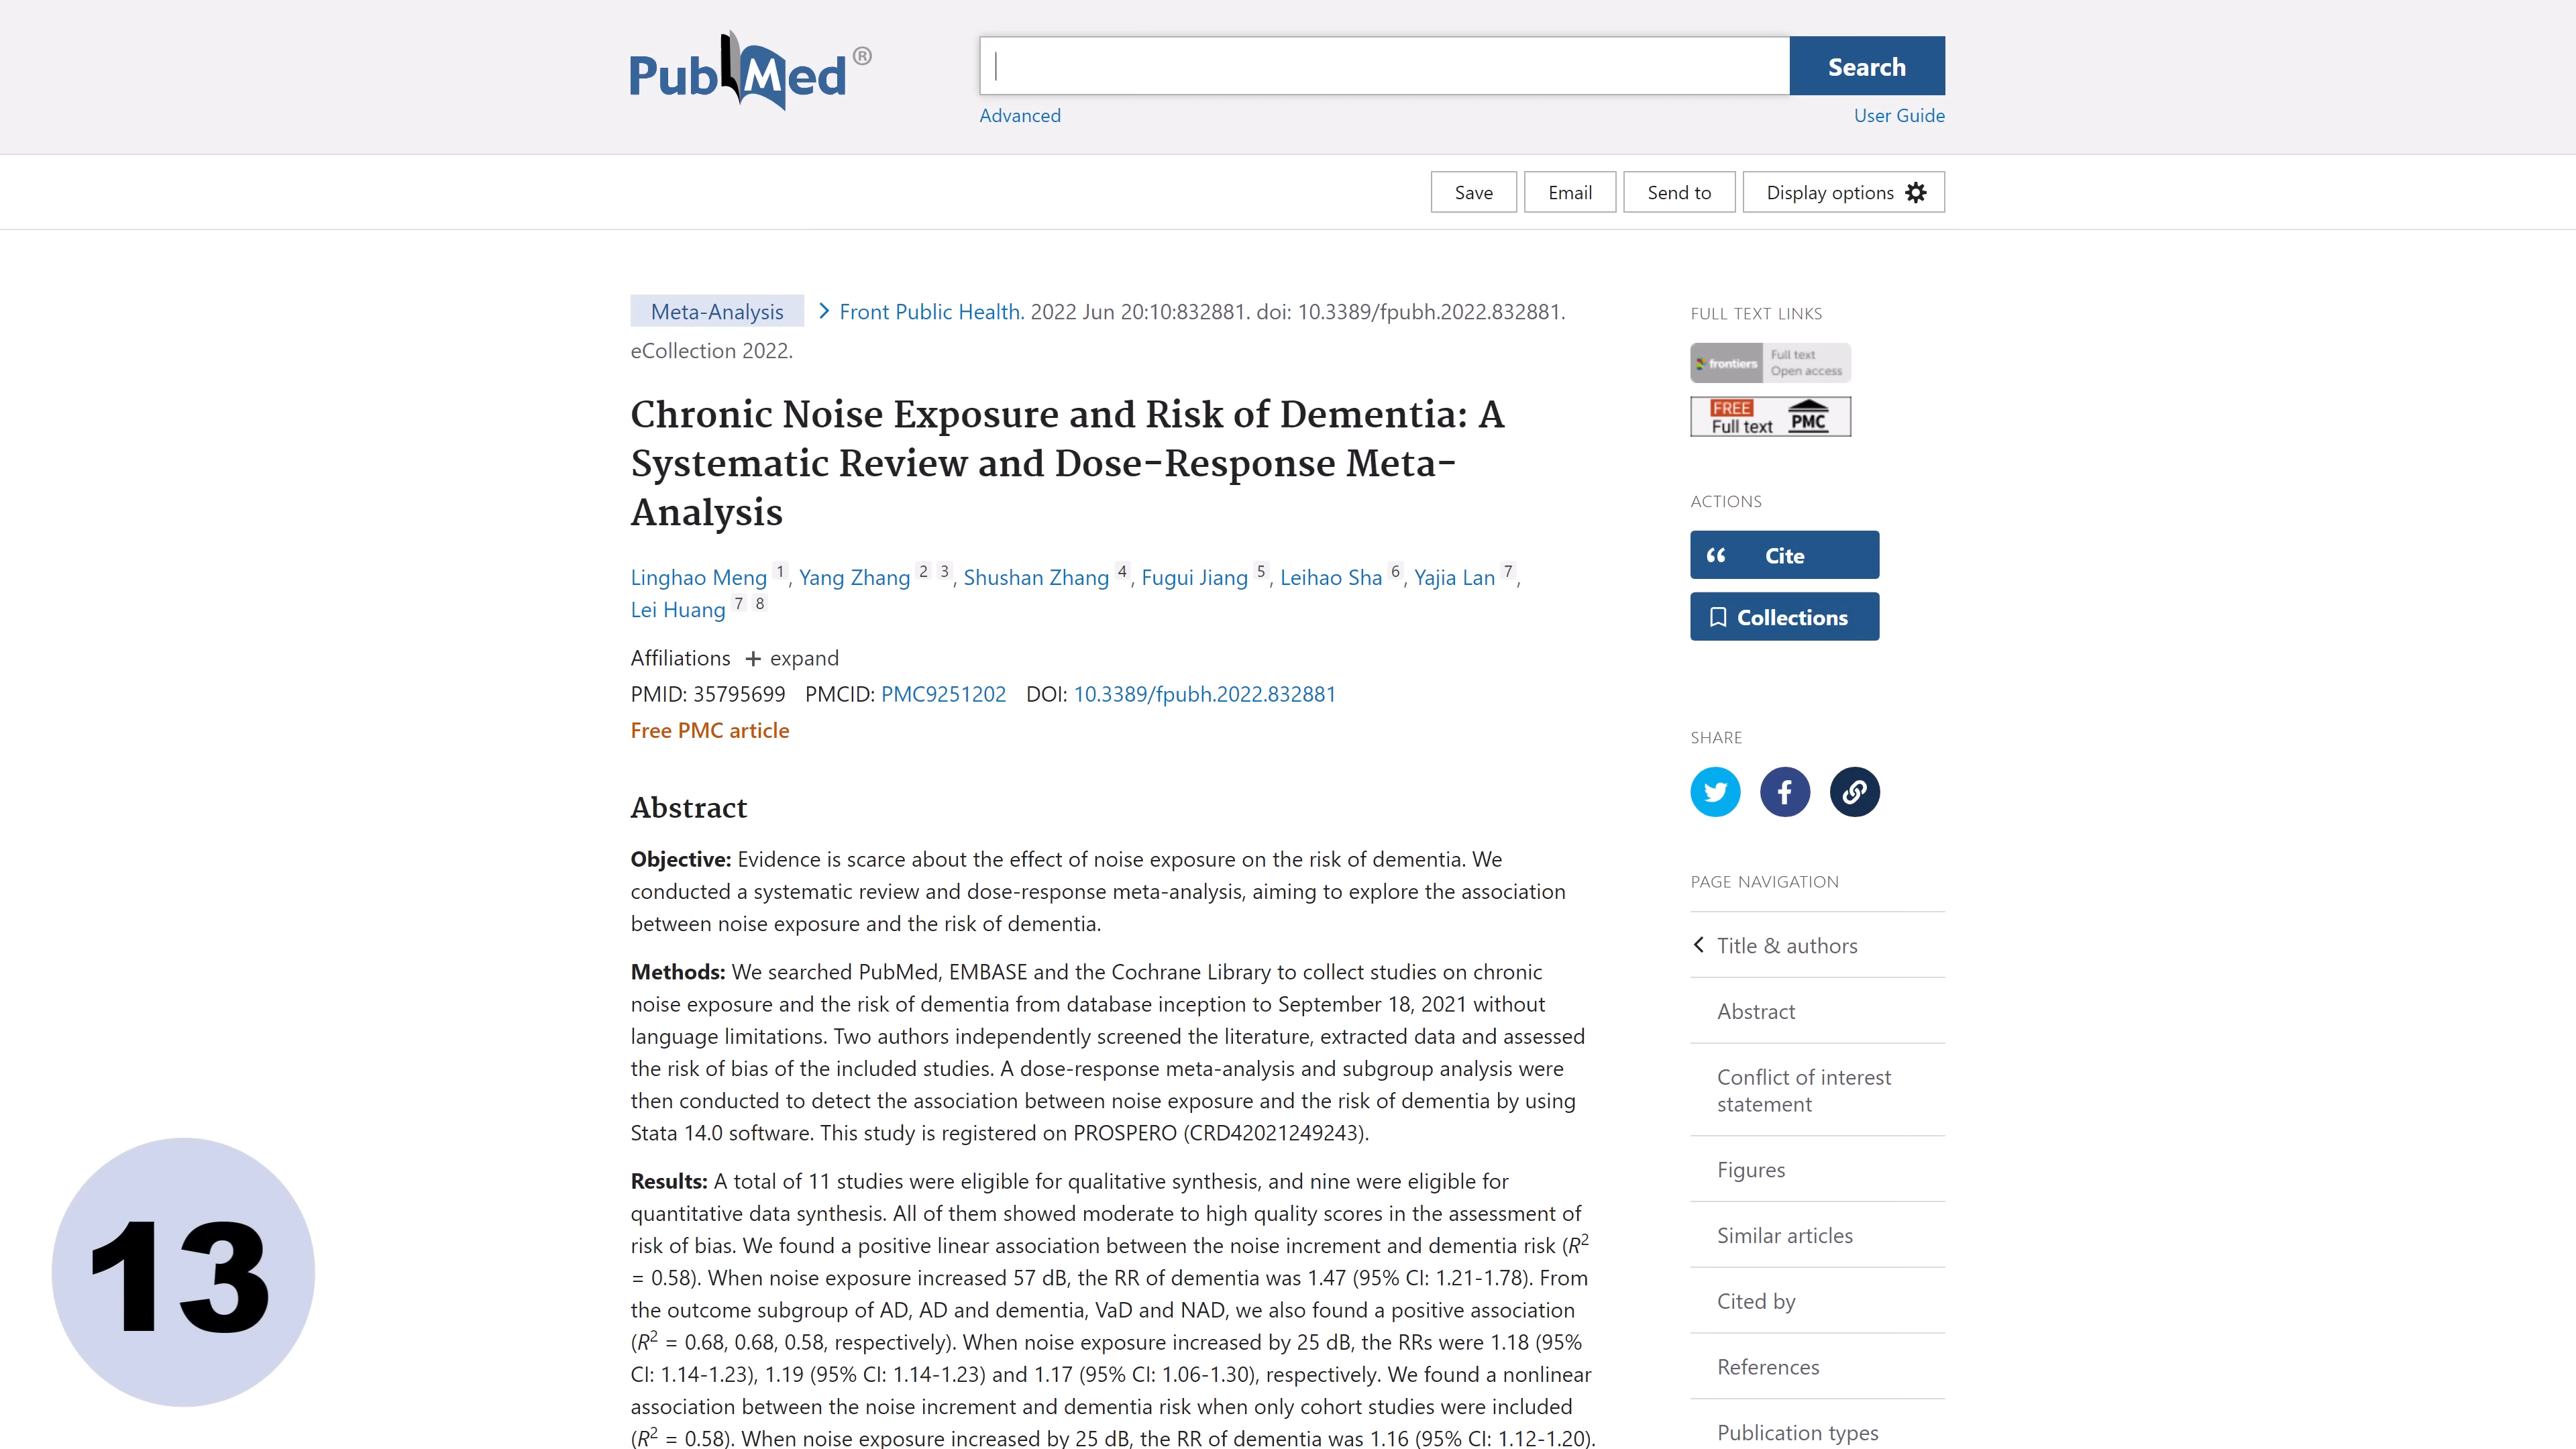 PubMed®
Search
Advanced
User Guide
Save
Email
Send to
Display options
Meta-Analysis
Front Public Health. 2022 Jun 20:10:832881. doi: 10.3389/fpubh.2022.832881.
eCollection 2022.
Chronic Noise Exposure and Risk of Dementia: A
Systematic Review and Dose-Response Meta-
Analysis
Linghao Meng 1, Yang Zhang 2 3, Shushan Zhang 4, Fugui Jiang 5, Leihao Sha 6, Yajia Lan 7,
Lei Huang 7 8
Affiliations + expand
PMID: 35795699 PMCID: PMC9251202 DOI: 10.3389/fpubh.2022.832881
Free PMC article
Abstract
Objective: Evidence is scarce about the effect of noise exposure on the risk of dementia. We
conducted a systematic review and dose-response meta-analysis, aiming to explore the association
between noise exposure and the risk of dementia.
Methods: We searched PubMed, EMBASE and the Cochrane Library to collect studies on chronic
noise exposure and the risk of dementia from database inception to September 18, 2021 without
language limitations. Two authors independently screened the literature, extracted data and assessed
the risk of bias of the included studies. A dose-response meta-analysis and subgroup analysis were
then conducted to detect the association between noise exposure and the risk of dementia by using
Stata 14.0 software. This study is registered on PROSPERO (CRD42021249243).
Results: A total of 11 studies were eligible for qualitative synthesis, and nine were eligible for
quantitative data synthesis. All of them showed moderate to high quality scores in the assessment of
risk of bias. We found a positive linear association between the noise increment and dementia risk (R2
= 0.58). When noise exposure increased 57 dB, the RR of dementia was 1.47 (95% CI: 1.21-1.78). From
the outcome subgroup of AD, AD and dementia, VaD and NAD, we also found a positive association
(R2 = 0.68, 0.68, 0.58, respectively). When noise exposure increased by 25 dB, the RRs were 1.18 (95%
CI: 1.14-1.23), 1.19 (95% CI: 1.14-1.23) and 1.17 (95% CI: 1.06-1.30), respectively. We found a nonlinear
association between the noise increment and dementia risk when only cohort studies were included
(R2 = 0.58). When noise exposure increased by 25 dB, the RR of dementia was 1.16 (95% CI: 1.12-1.20).
FULL TEXT LINKS
frontiers
Full text
Open access
FREE
Full text
PMC
ACTIONS
Cite
Collections
SHARE
PAGE NAVIGATION
Title & authors
Abstract
Conflict of interest
statement
Figures
Similar articles
Cited by
References
Publication types
13